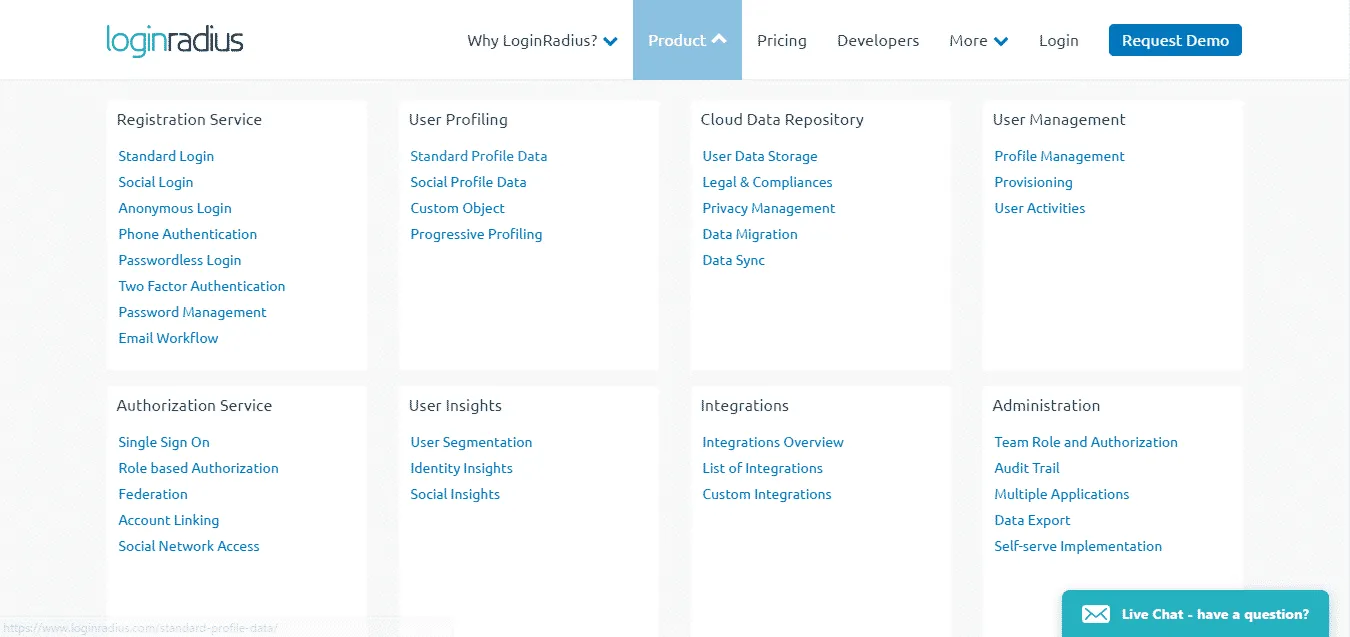 loginradius
Why LoginRadius?
Product
Pricing
Developers
More
Login
Request Demo
Registration Service
Standard Login
Social Login
Anonymous Login
Phone Authentication
Passwordless Login
Two Factor Authentication
Password Management
Email Workflow
User Profiling
Standard Profile Data
Social Profile Data
Custom Object
Progressive Profiling
Cloud Data Repository
User Data Storage
Legal & Compliances
Privacy Management
Data Migration
Data Sync
User Management
Profile Management
Provisioning
User Activities
Authorization Service
Single Sign On
Role based Authorization
Federation
Account Linking
Social Network Access
User Insights
User Segmentation
Identity Insights
Social Insights
Integrations
Integrations Overview
List of Integrations
Custom Integrations
Administration
Team Role and Authorization
Audit Trail
Multiple Applications
Data Export
Self-serve Implementation
Live Chat - have a question?
https://www.loginradius.com/standard-profile-data/